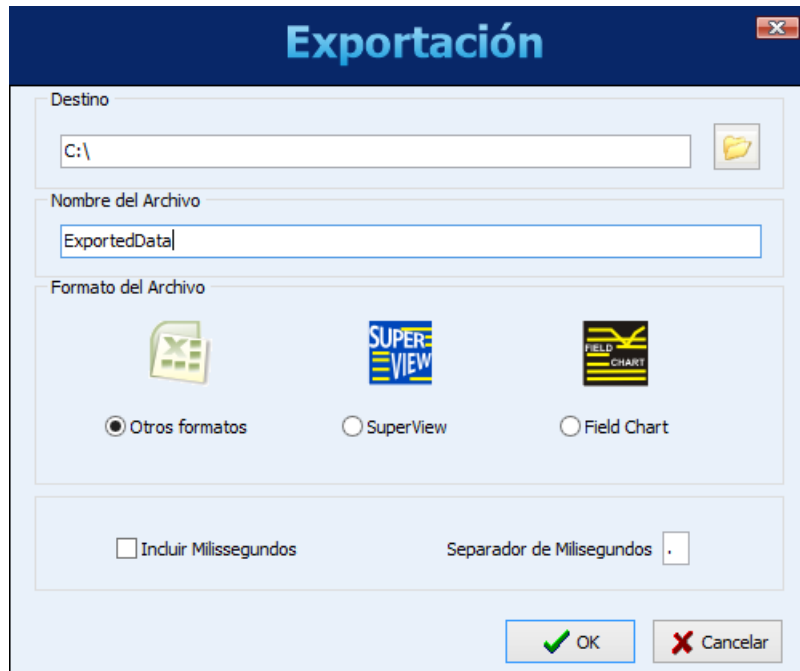 Exportación
Destino
C:\
Nombre del Archivo
ExportedData
Formato del Archivo
SUPER VIEW
FIELD CHART
Otros formatos
SuperView
Field Chart
Incluir Milissegundos
Separador de Milisegundos .
OK
Cancelar